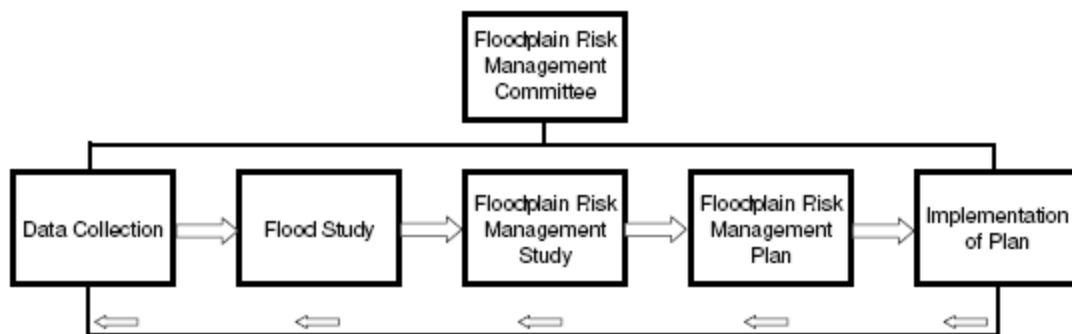 Floodplain Risk
Management
Committee
Data Collection
Flood Study
Floodplain Risk
Management
Study
Floodplain Risk
Management
Plan
Implementation
of Plan